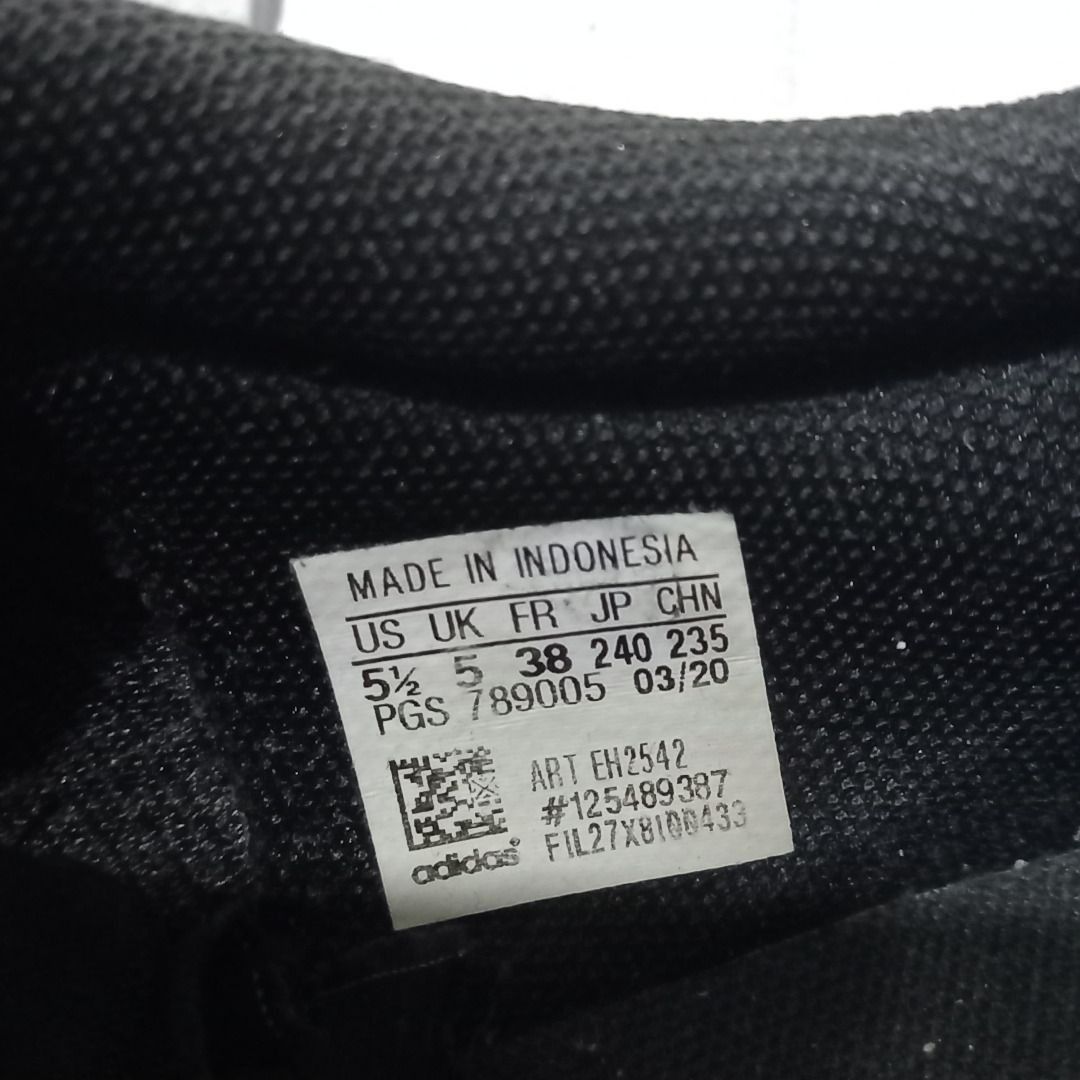 MADE IN INDONESIA
US UK FR JP CHN
5½ 5 38 240 235
PGS 789005 03/20
ART EH2542
#125489387
FIL27X8I00433
adidas